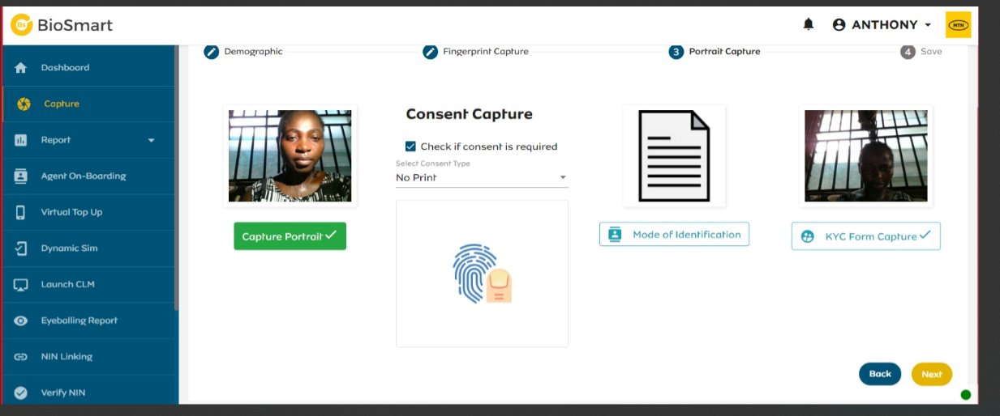 Bs BioSmart
ANTHONY
MTN
Dashboard
Capture
Report
Agent On-Boarding
Virtual Top Up
Dynamic Sim
Launch CLM
Eyeballing Report
NIN Linking
Verify NIN
Demographic
Fingerprint Capture
3 Portrait Capture
4 Save
Capture Portrait
Consent Capture
Check if consent is required
Select Consent Type
No Print
Mode of Identification
KYC Form Capture
Back
Next